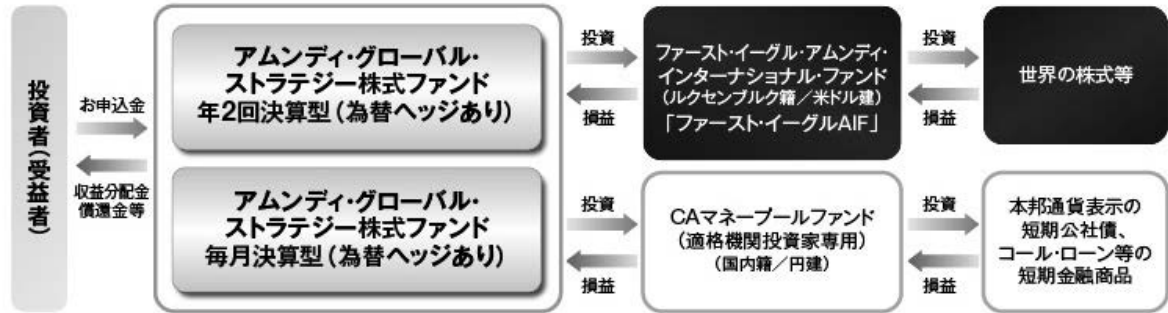 投資者(受益者)
お申込金
収益分配金
償還金等
アムンディ・グローバル・
ストラテジー株式ファンド
年2回決算型(為替ヘッジあり)
アムンディ・グローバル・
ストラテジー株式ファンド
毎月決算型(為替ヘッジあり)
投資
損益
ファースト・イーグル・アムンディ・
インターナショナル・ファンド
(ルクセンブルク籍/米ドル建)
「ファースト・イーグルAIF」
投資
損益
世界の株式等
投資
損益
CAマネープールファンド
(適格機関投資家専用)
(国内籍/円建)
投資
損益
本邦通貨表示の
短期公社債、
コール・ローン等の
短期金融商品